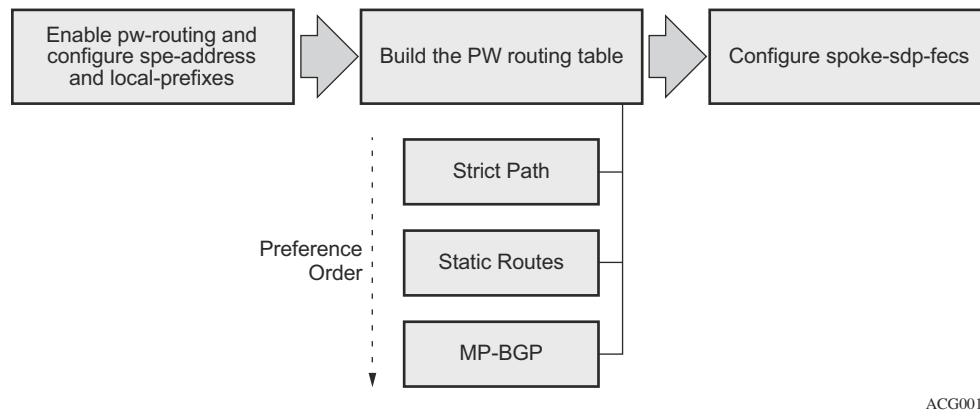 Enable pw-routing and
configure spe-address
and local-prefixes
Build the PW routing table
Configure spoke-sdp-fecs
Strict Path
Preference
Order
Static Routes
MP-BGP
ACG001